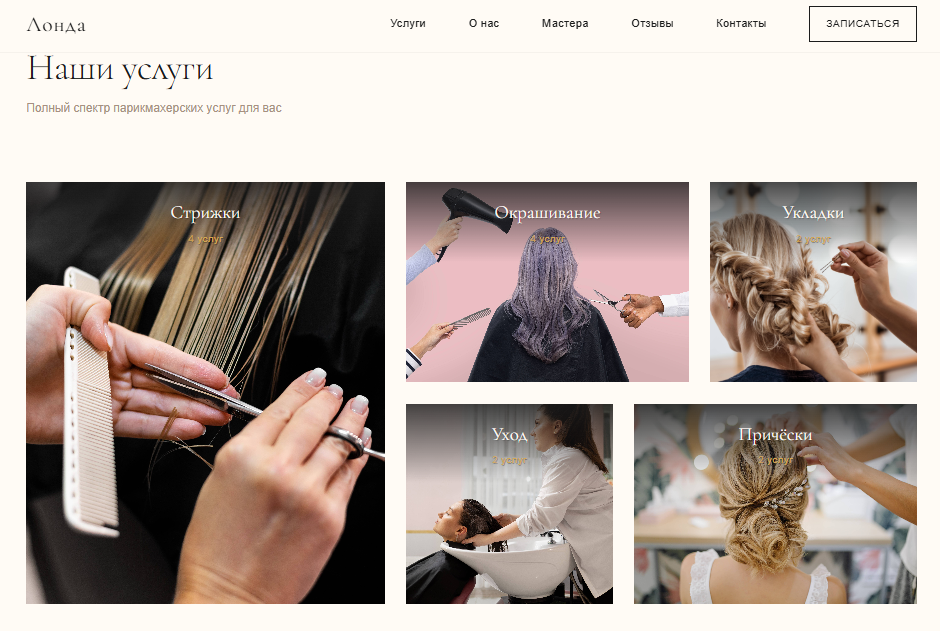 Лонда
Услуги
О нас
Мастера
Отзывы
Контакты
ЗАПИСАТЬСЯ
Наши услуги
Полный спектр парикмахерских услуг для вас
Стрижки
4 услуг
Окрашивание
4 услуг
Укладки
услуг
Уход
2 услуг
Причёски
2 услуг